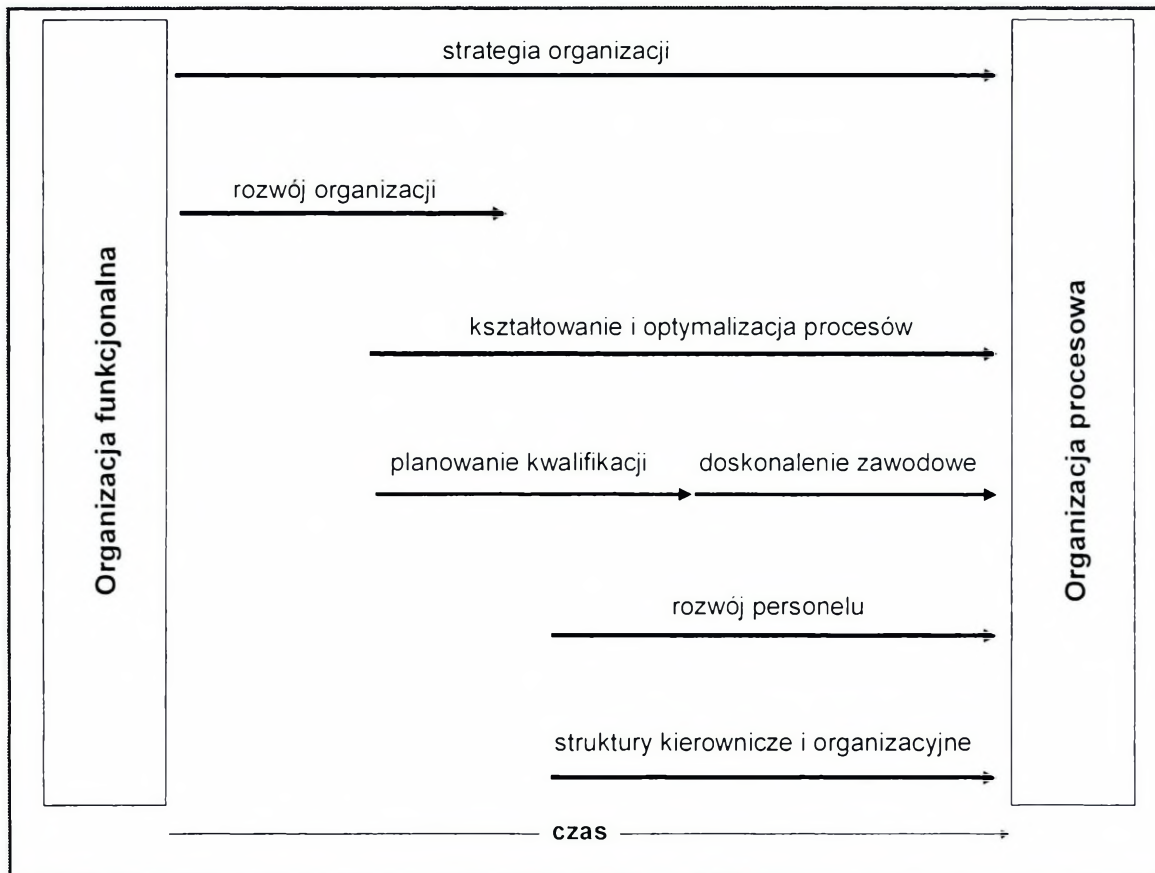 strategia organizacji
rozwój organizacji
Organizacja funkcjonalna
kształtowanie i optymalizacja procesów
planowanie kwalifikacji
doskonalenie zawodowe
Organizacja procesowa
rozwój personelu
struktury kierownicze i organizacyjne
czas